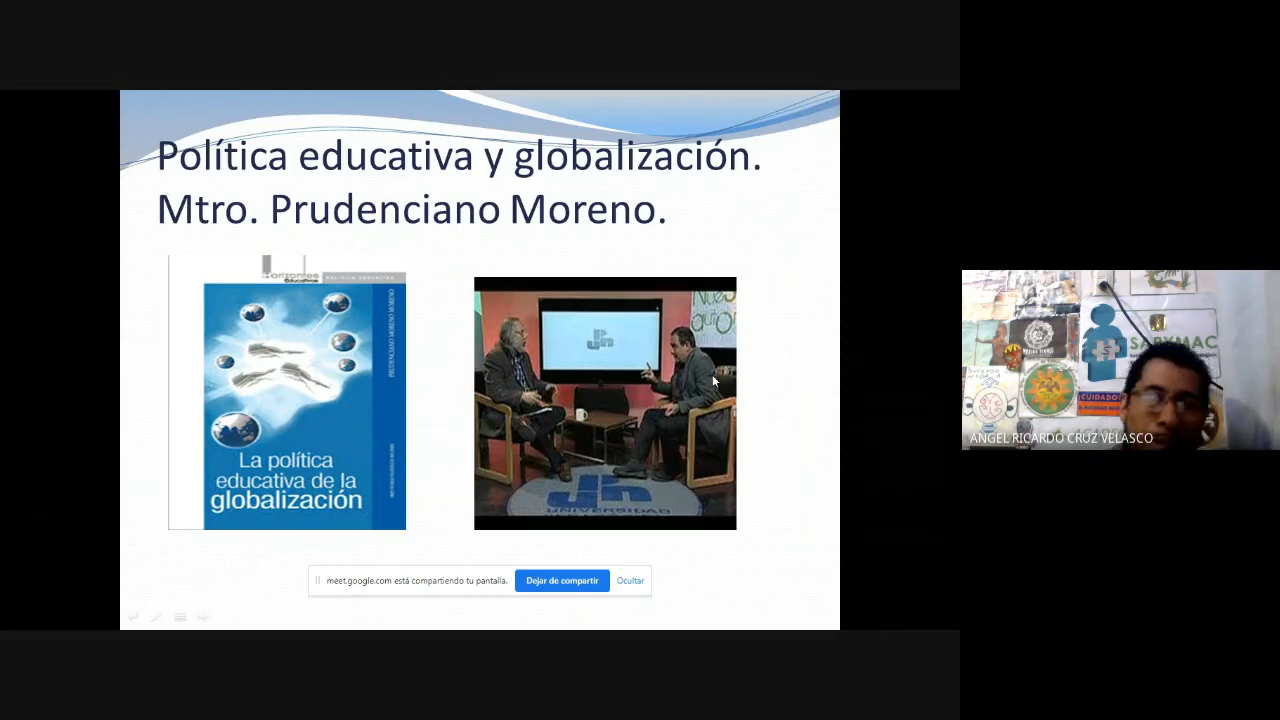 Política educativa y globalización.
Mtro. Prudenciano Moreno.
Horizontes
Educativos
PRUDENCIANO MORENO MORENO
La política
educativa de la
globalización
UNIVERSIDAD
meet.google.com está compartiendo tu pantalla.
Dejar de compartir
Ocultar
¡CUIDADO!
ANGEL RICARDO CRUZ VELASCO